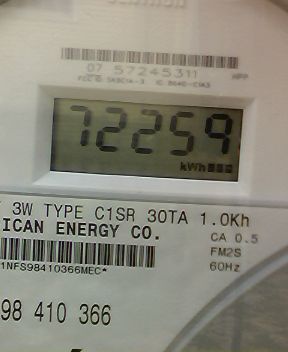 07 57245311 HPP
72259
kWh
3W TYPE C1SR 30TA 1.0Kh
ICAN ENERGY CO.
CA 0.5
FM2S
60Hz
1NFS98410366MEC*
98 410 366